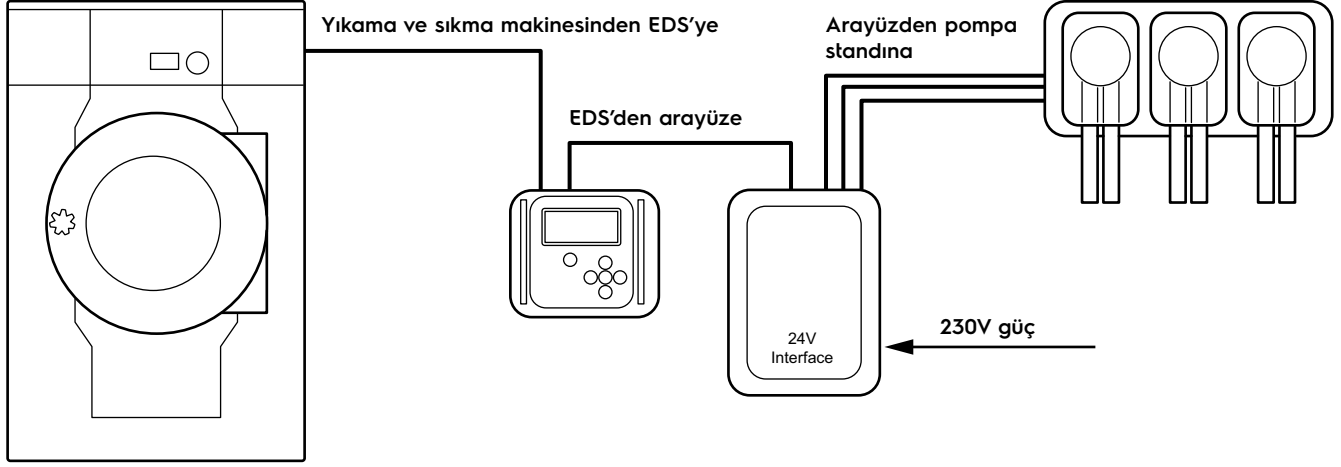 Yıkama ve sıkma makinesinden EDS'ye
Arayüzden pompa
standına
EDS'den arayüze
230V güç
24V
Interface